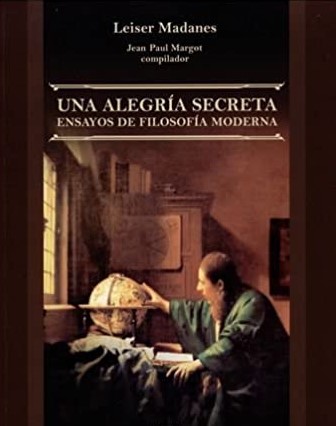 Leiser Madanes
Jean Paul Margot
compilador
UNA ALEGRÍA SECRETA
ENSAYOS DE FILOSOFÍA MODERNA